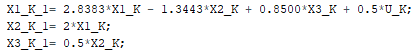 X1_K_1= 2.8383*X1_K - 1.3443*X2_K + 0.8500*X3_K + 0.5*U_K;
X2_K_1= 2*X1_K;
X3_K_1= 0.5*X2_K;